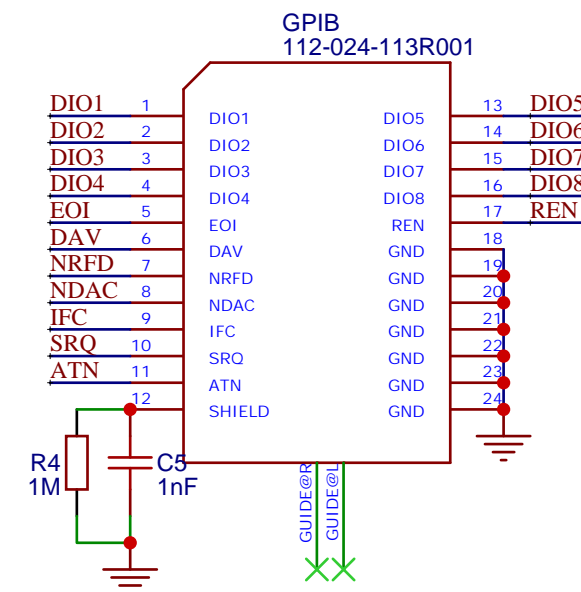 GPIB
112-024-113R001
DIO1 1 DIO1 DIO5 13 DIO5
DIO2 2 DIO2 DIO6 14 DIO6
DIO3 3 DIO3 DIO7 15 DIO7
DIO4 4 DIO4 DIO8 16 DIO8
EOI 5 EOI REN 17 REN
DAV 6 DAV GND 18
NRFD 7 NRFD GND 19
NDAC 8 NDAC GND 20
IFC 9 IFC GND 21
SRQ 10 SRQ GND 22
ATN 11 ATN GND 23
12 SHIELD GND 24
R4 C5
1M 1nF
GUIDE@R
GUIDE@L